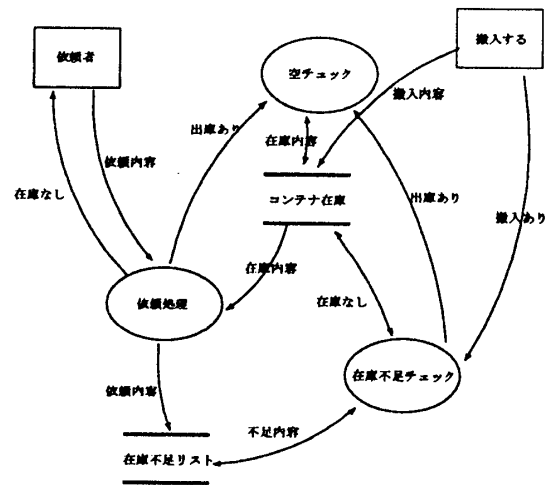 依頼者
空チェック
搬入する
搬入内容
出庫あり
在庫内容
依頼内容
在庫なし
コンテナ在庫
出庫あり
搬入あり
在庫内容
在庫なし
依頼処理
在庫不足チェック
依頼内容
不足内容
在庫不足リスト